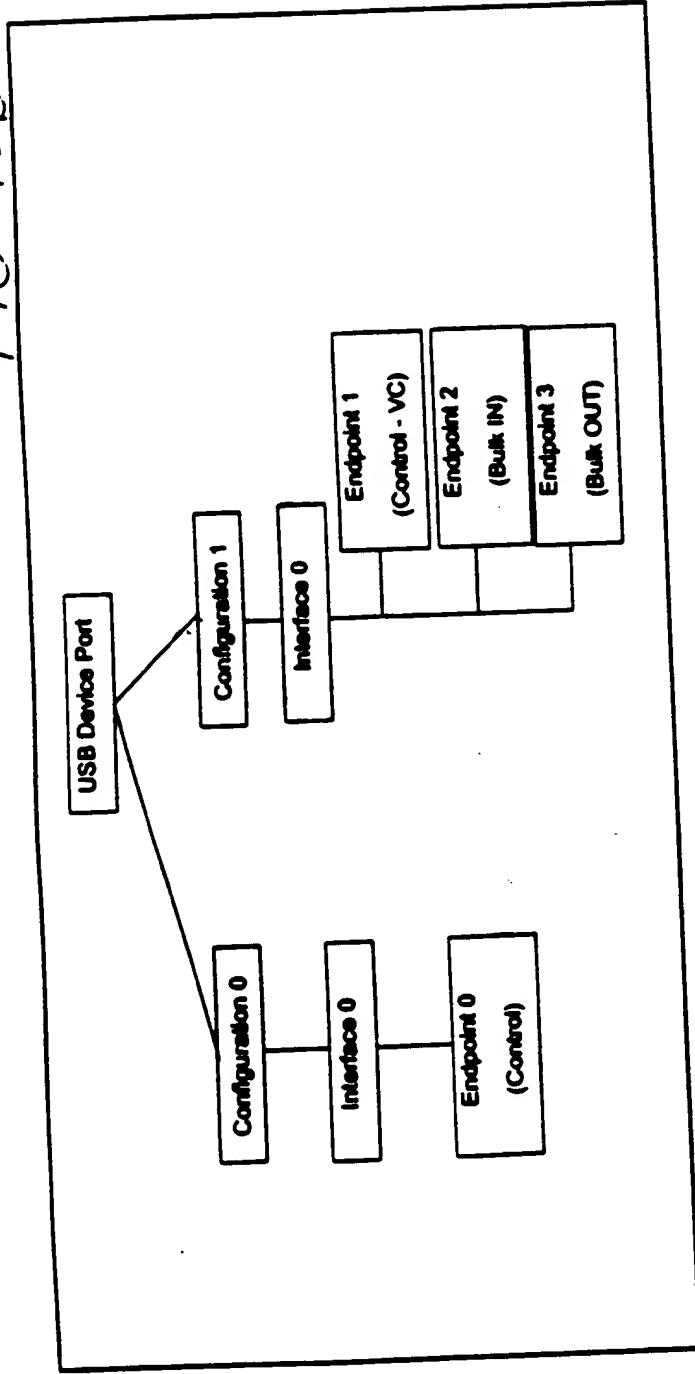 USB Device Port
Configuration 0
Interface 0
Endpoint 0
(Control)
Configuration 1
Interface 0
Endpoint 1
(Control - VC)
Endpoint 2
(Bulk IN)
Endpoint 3
(Bulk OUT)